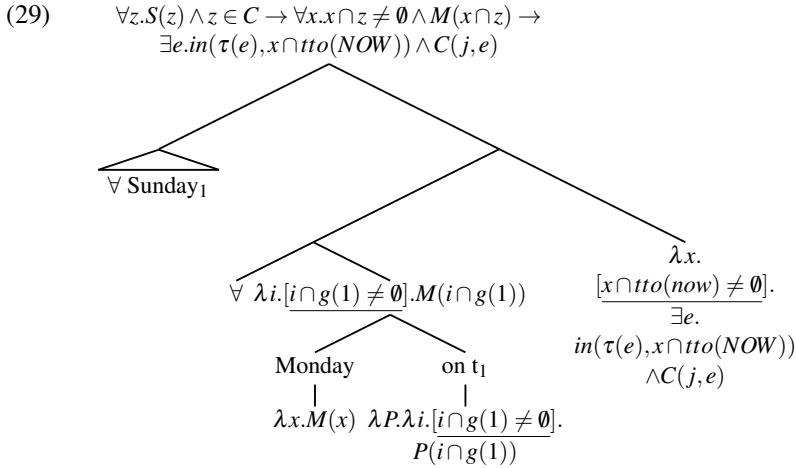 (29) ∀z.S(z) ∧ z ∈ C → ∀x.x ∩ z ≠ ∅ ∧ M(x ∩ z) →
∃e.in(τ(e),x ∩ tto(NOW)) ∧ C(j,e)
∀ Sunday₁
∀ λi.[i ∩ g(1) ≠ ∅].M(i ∩ g(1))
λx.
[x ∩ tto(now) ≠ ∅].
∃e.
in(τ(e),x ∩ tto(NOW))
∧C(j,e)
Monday on t₁
λx.M(x) λP.λi.[i ∩ g(1) ≠ ∅].
P(i ∩ g(1))